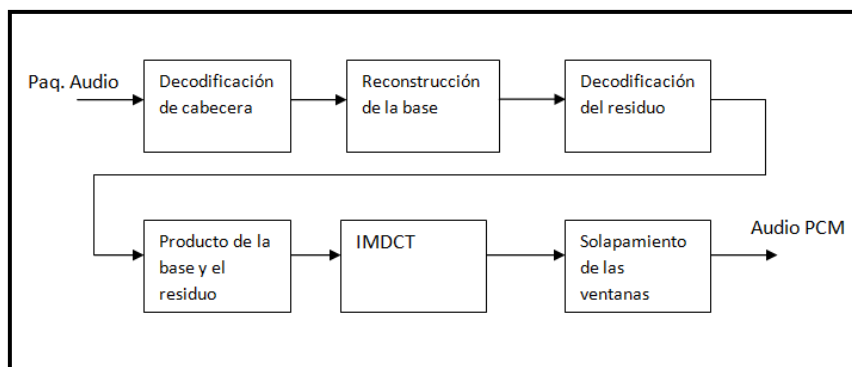 Paq. Audio
Decodificación
de cabecera
Reconstrucción
de la base
Decodificación
del residuo
Producto de la
base y el
residuo
IMDCT
Solapamiento
de las
ventanas
Audio PCM